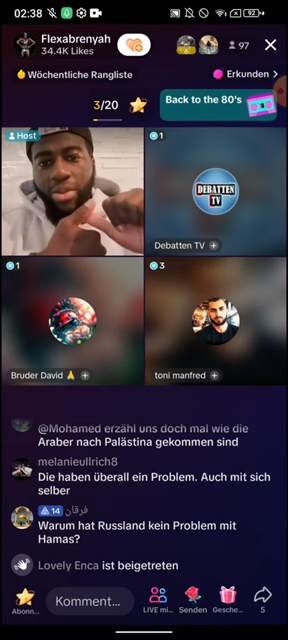 02:38
92
Flexabrenyah
34.4K Likes
97
Wöchentliche Rangliste
Erkunden >
3/20
Back to the 80's
Host
1
DEBATTEN
TV
Debatten TV
1
3
Bruder David 🙏
toni manfred
@Mohamed erzähl uns doch mal wie die
Araber nach Palästina gekommen sind
melanieullrich8
Die haben überall ein Problem. Auch mit sich
selber
14 فرقان
Warum hat Russland kein Problem mit
Hamas?
Lovely Enca ist beigetreten
Abonn...
Komment...
LIVE mi...
Senden
Gesche...
5